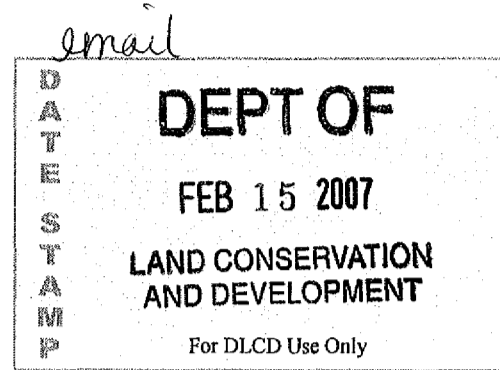 email
DATE STAMP
DEPT OF
FEB 15 2007
LAND CONSERVATION
AND DEVELOPMENT
For DLCD Use Only